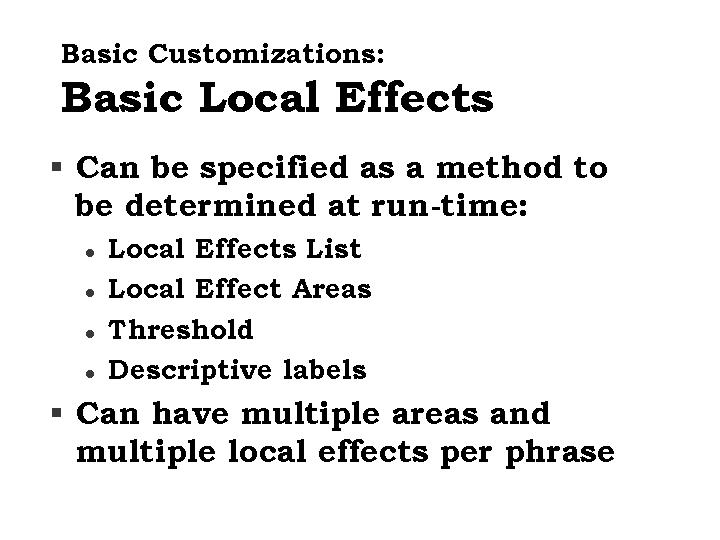 Basic Customizations:
Basic Local Effects
▪ Can be specified as a method to
be determined at run-time:
● Local Effects List
● Local Effect Areas
● Threshold
● Descriptive labels
▪ Can have multiple areas and
multiple local effects per phrase